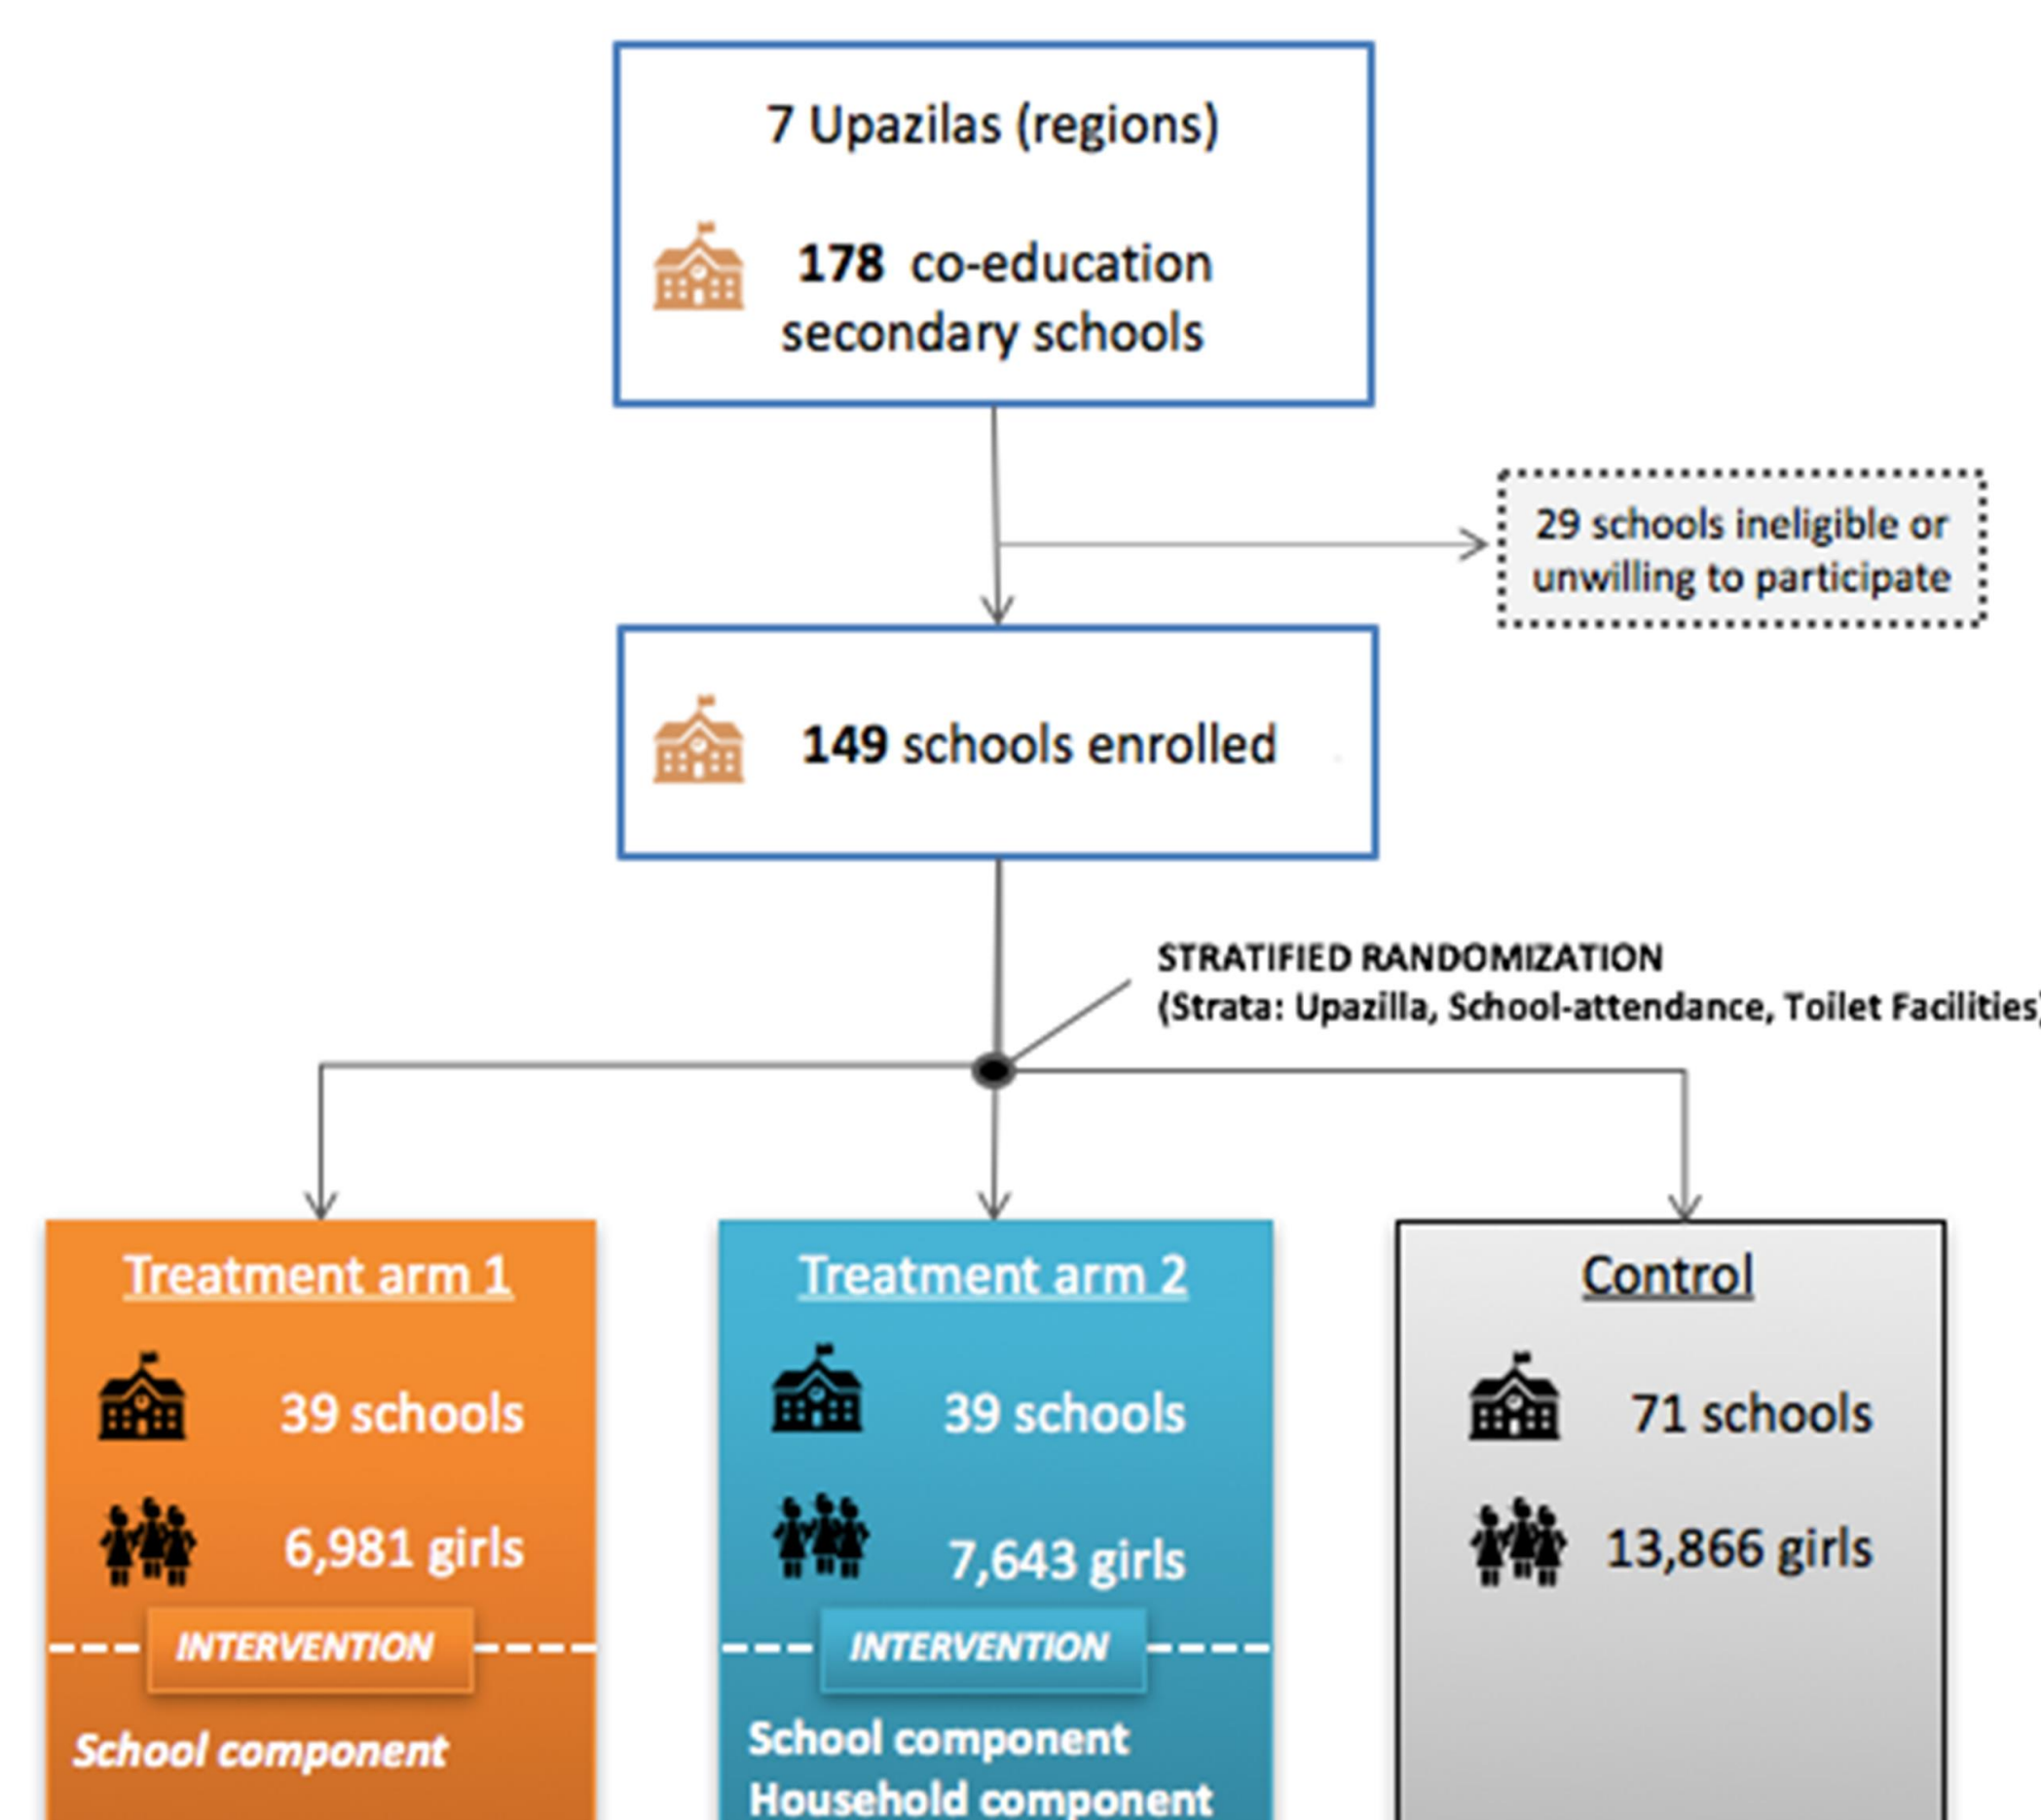 7 Upazilas (regions)
178 co-education
secondary schools
29 schools ineligible or
unwilling to participate
149 schools enrolled
STRATIFIED RANDOMIZATION
(Strata: Upazilla, School-attendance, Toilet Facilities)
Treatment arm 1
39 schools
6,981 girls
INTERVENTION
School component
Treatment arm 2
39 schools
7,643 girls
INTERVENTION
School component
Household component
Control
71 schools
13,866 girls